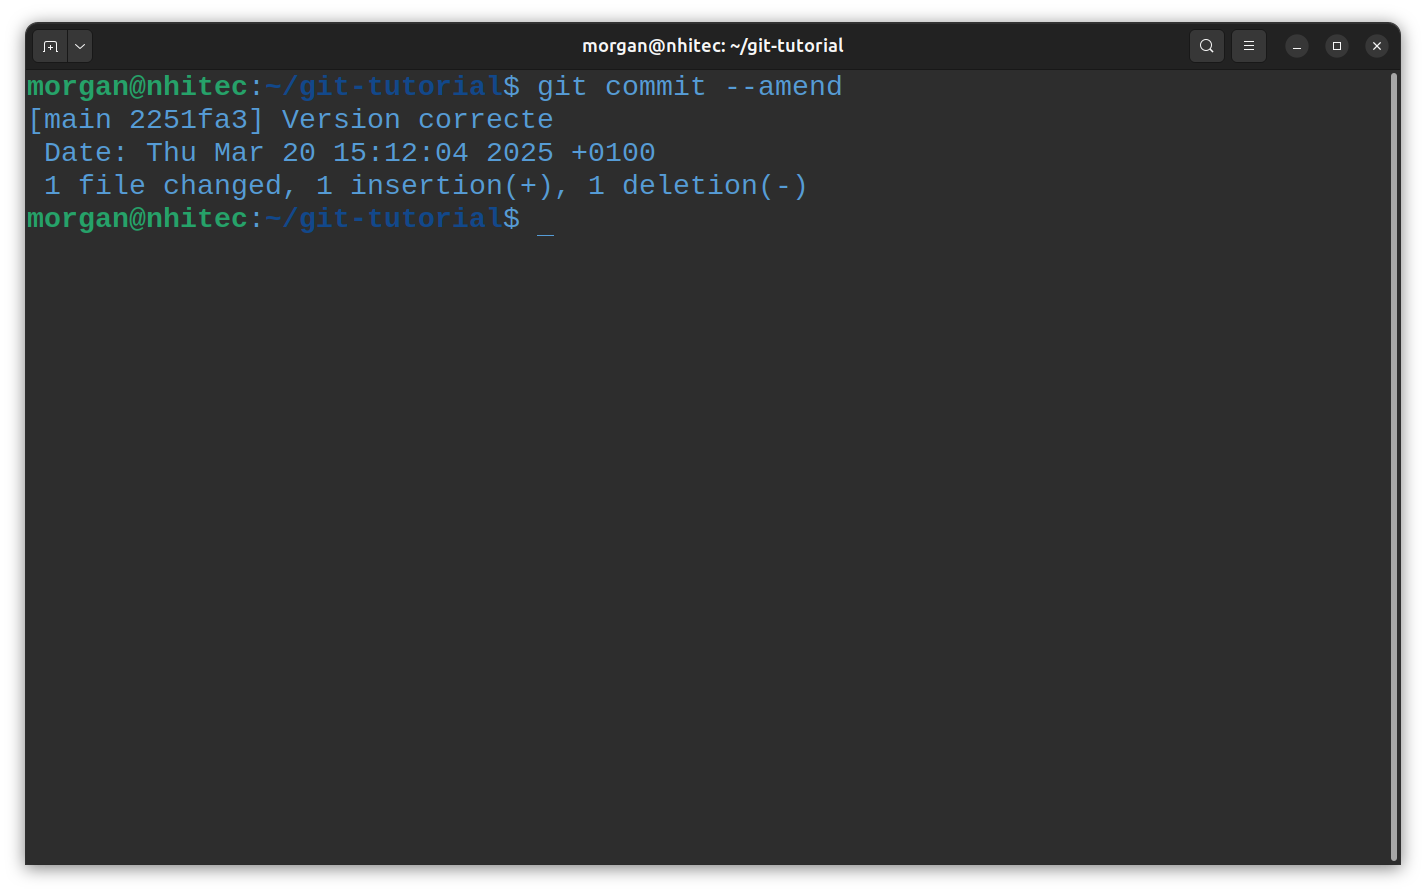 morgan@nhitec: ~/git-tutorial
morgan@nhitec:~/git-tutorial$ git commit --amend
[main 2251fa3] Version correcte
 Date: Thu Mar 20 15:12:04 2025 +0100
 1 file changed, 1 insertion(+), 1 deletion(-)
morgan@nhitec:~/git-tutorial$ _